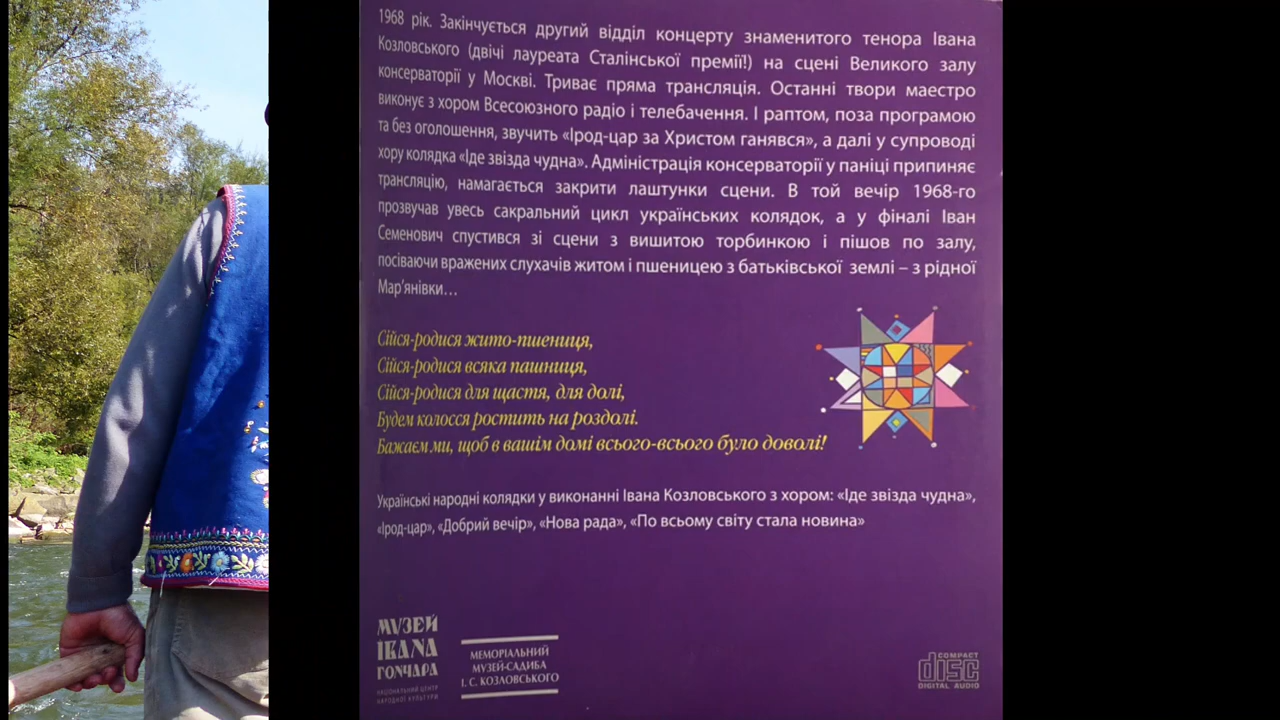 1968 рік. Закінчується другий відділ концерту знаменитого тенора Івана
Козловського (двічі лауреата Сталінської премії!) на сцені Великого залу
консерваторії у Москві. Триває пряма трансляція. Останні твори маестро
виконує з хором Всесоюзного радіо і телебачення. І раптом, поза програмою
та без оголошення, звучить «Ірод-цар за Христом ганявся», а далі у супроводі
хору колядка «Іде звізда чудна». Адміністрація консерваторії у паніці припиняє
трансляцію, намагається закрити лаштунки сцени. В той вечір 1968-го
прозвучав увесь сакральний цикл українських колядок, а у фіналі Іван
Семенович спустився зі сцени з вишитою торбинкою і пішов по залу,
посіваючи вражених слухачів житом і пшеницею з батьківської землі – з рідної
Мар'янівки...
Сійся-родися жито-пшениця,
Сійся-родися всяка пашниця,
Сійся-родися для щастя, для долі,
Будем колосся ростить на роздолі.
Бажаєм ми, щоб в вашім домі всього-всього було доволі!
Українські народні колядки у виконанні Івана Козловського з хором: «Іде звізда чудна»,
«Ірод-цар», «Добрий вечір», «Нова рада», «По всьому світу стала новина»
МУЗЕЙ
ІВАНА
ГОНЧАРА
НАЦІОНАЛЬНИЙ ЦЕНТР
НАРОДНОЇ КУЛЬТУРИ
МЕМОРІАЛЬНИЙ
МУЗЕЙ-САДИБА
І. С. КОЗЛОВСЬКОГО
COMPACT
disc
DIGITAL AUDIO